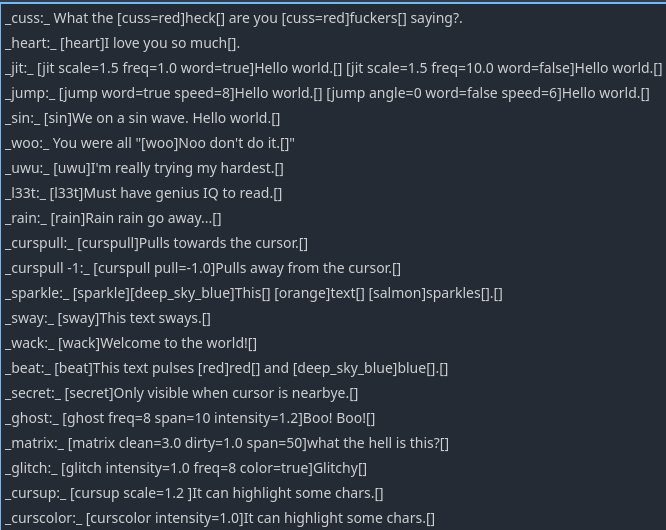 _cuss:_ What the [cuss=red]heck[] are you [cuss=red]fuckers[] saying?.
_heart:_ [heart]I love you so much[].
_jit:_ [jit scale=1.5 freq=1.0 word=true]Hello world.[] [jit scale=1.5 freq=10.0 word=false]Hello world.[]
_jump:_ [jump word=true speed=8]Hello world.[] [jump angle=0 word=false speed=6]Hello world.[]
_sin:_ [sin]We on a sin wave. Hello world.[]
_woo:_ You were all "[woo]Noo don't do it.[]"
_uwu:_ [uwu]I'm really trying my hardest.[]
_l33t:_ [l33t]Must have genius IQ to read.[]
_rain:_ [rain]Rain rain go away...[]
_curspull:_ [curspull]Pulls towards the cursor.[]
_curspull -1:_ [curspull pull=-1.0]Pulls away from the cursor.[]
_sparkle:_ [sparkle][deep_sky_blue]This[] [orange]text[] [salmon]sparkles[].[]
_sway:_ [sway]This text sways.[]
_wack:_ [wack]Welcome to the world![]
_beat:_ [beat]This text pulses [red]red[] and [deep_sky_blue]blue[].[]
_secret:_ [secret]Only visible when cursor is nearbye.[]
_ghost:_ [ghost freq=8 span=10 intensity=1.2]Boo! Boo![]
_matrix:_ [matrix clean=3.0 dirty=1.0 span=50]what the hell is this?[]
_glitch:_ [glitch intensity=1.0 freq=8 color=true]Glitchy[]
_cursup:_ [cursup scale=1.2 ]It can highlight some chars.[]
_curscolor:_ [curscolor intensity=1.0]It can highlight some chars.[]